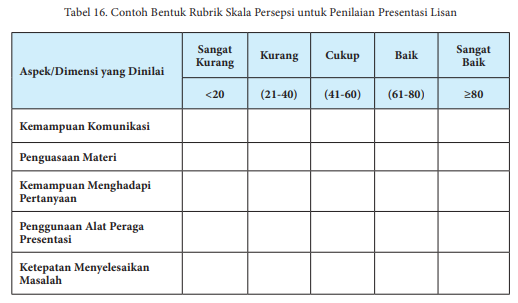 Tabel 16. Contoh Bentuk Rubrik Skala Persepsi untuk Penilaian Presentasi Lisan
Aspek/Dimensi yang Dinilai
Sangat
Kurang
Kurang
Cukup
Baik
Sangat
Baik
<20
(21-40)
(41-60)
(61-80)
≥80
Kemampuan Komunikasi
Penguasaan Materi
Kemampuan Menghadapi
Pertanyaan
Penggunaan Alat Peraga
Presentasi
Ketepatan Menyelesaikan
Masalah